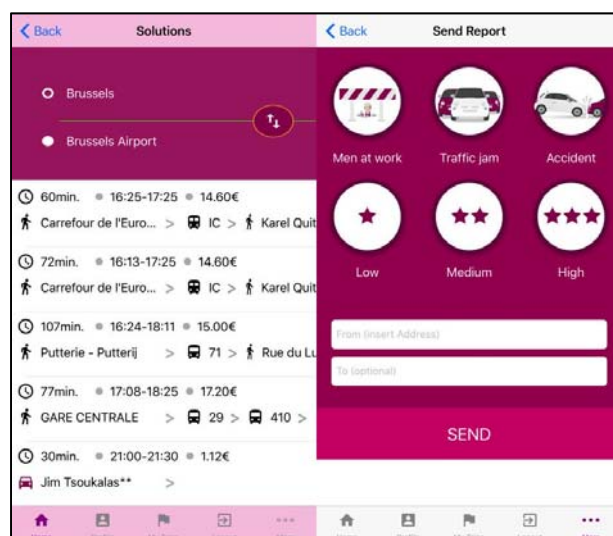 Back
Solutions
Brussels
Brussels Airport
60min. 16:25-17:25 14.60€
Carrefour de l'Euro... > IC > Karel Quit
72min. 16:13-17:25 14.60€
Carrefour de l'Euro... > IC > Karel Quit
107min. 16:24-18:11 15.00€
Putterie - Putterij > 71 > Rue du Lu
77min. 17:08-18:25 17.20€
GARE CENTRALE > 29 > 410 >
30min. 21:00-21:30 1.12€
Jim Tsoukalas** >
Back
Send Report
Men at work
Traffic jam
Accident
Low
Medium
High
From (insert Address)
To (optional)
SEND